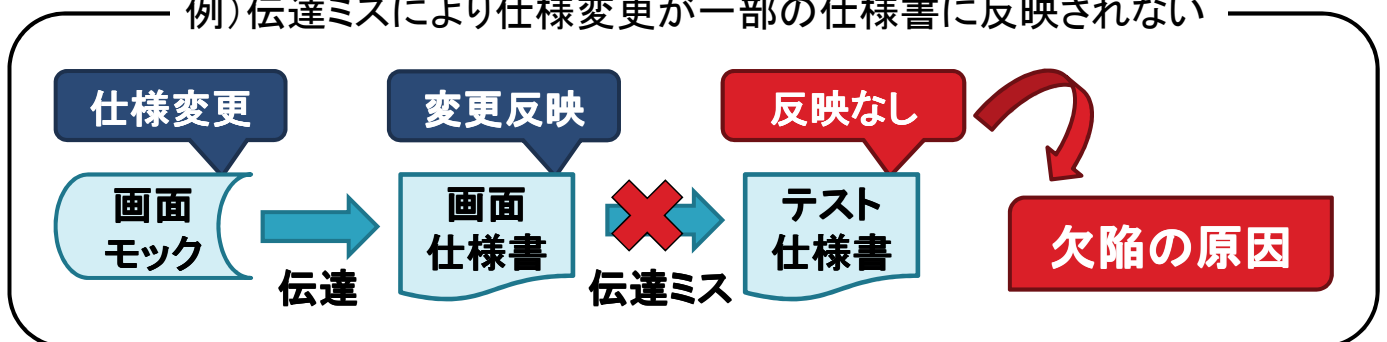 例）伝達ミスにより仕様変更が一部の仕様書に反映されない
仕様変更
変更反映
反映なし
画面
モック
伝達
画面
仕様書
伝達ミス
テスト
仕様書
欠陥の原因